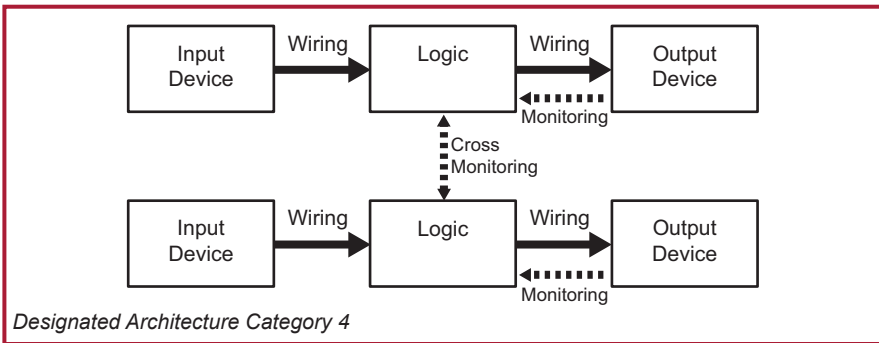 Input
Device
Wiring
Logic
Wiring
Output
Device
Monitoring
Cross
Monitoring
Input
Device
Wiring
Logic
Wiring
Output
Device
Monitoring
Designated Architecture Category 4